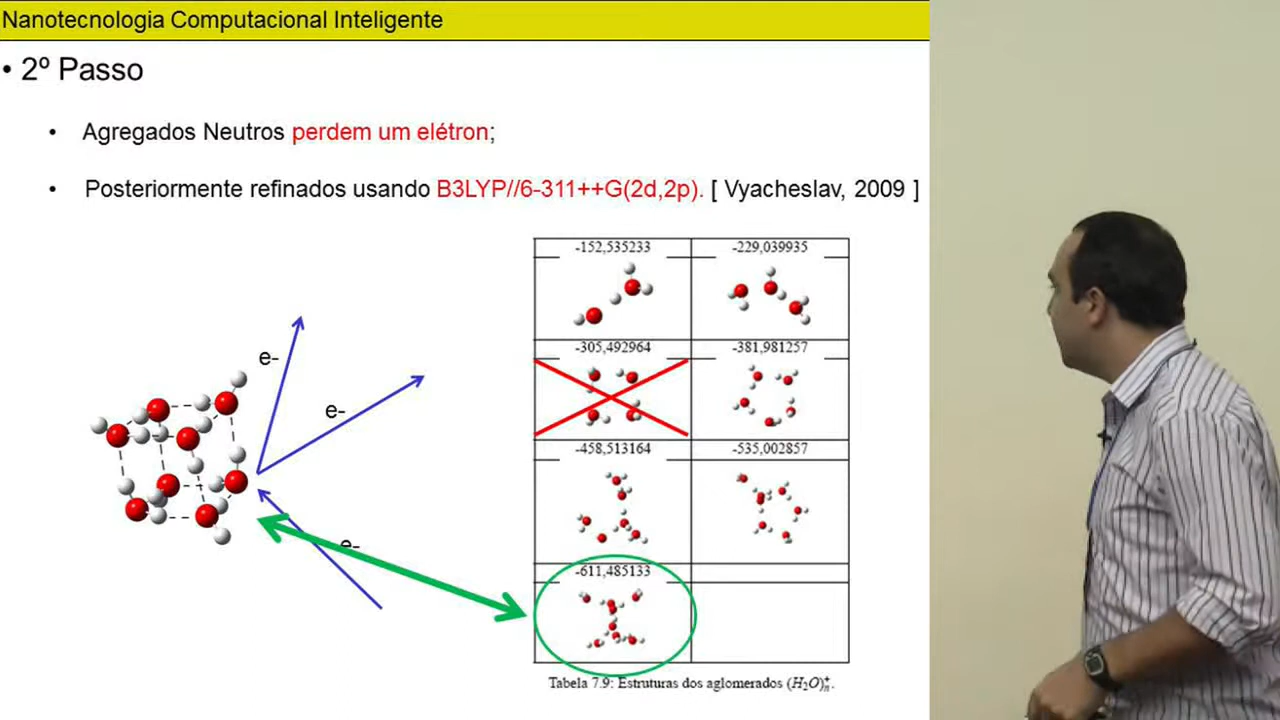 Nanotecnologia Computacional Inteligente
• 2º Passo
• Agregados Neutros perdem um elétron;
• Posteriormente refinados usando B3LYP//6-311++G(2d,2p). [ Vyacheslav, 2009 ]
-152,535233 -229,039935
-305,492964 -381,981257
e-
e-
-458,513164 -535,002857
e-
-611,485133
Tabela 7.9: Estruturas dos aglomerados (H₂O)ₙ⁺.